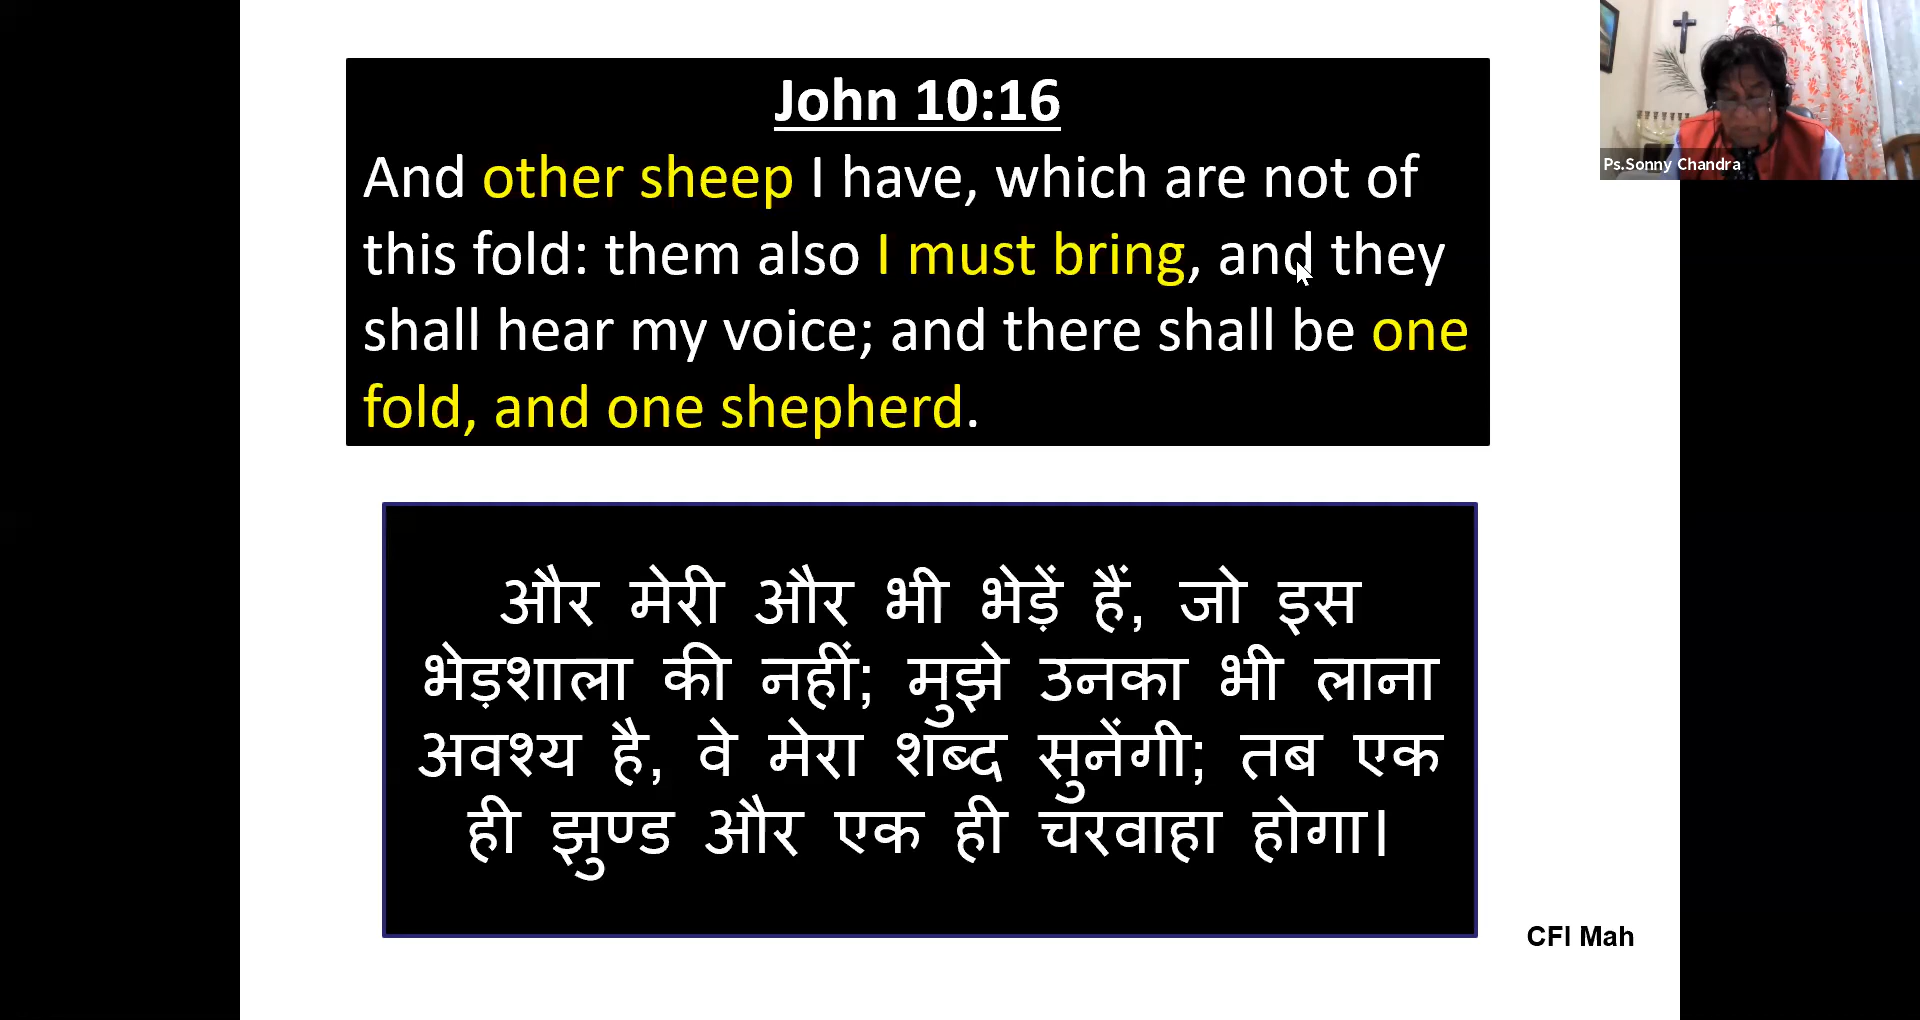 John 10:16
And other sheep I have, which are not of
this fold: them also I must bring, and they
shall hear my voice; and there shall be one
fold, and one shepherd.
और मेरी और भी भेड़ें हैं, जो इस
भेड़शाला की नहीं; मुझे उनका भी लाना
अवश्य है, वे मेरा शब्द सुनेंगी; तब एक
ही झुण्ड और एक ही चरवाहा होगा।
CFI Mah
Ps.Sonny Chandra